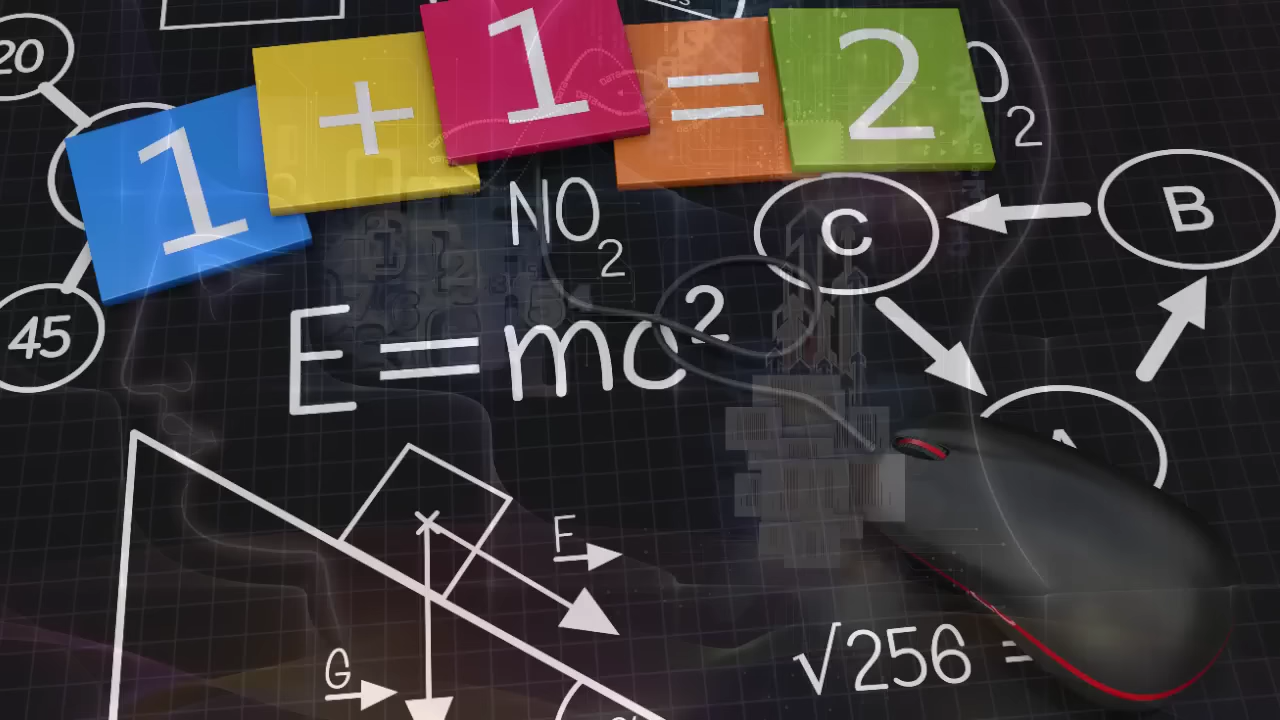 20
1 + 1 = 2
O2
NO2
C
B
45
E=mc2
F
G
√256 =